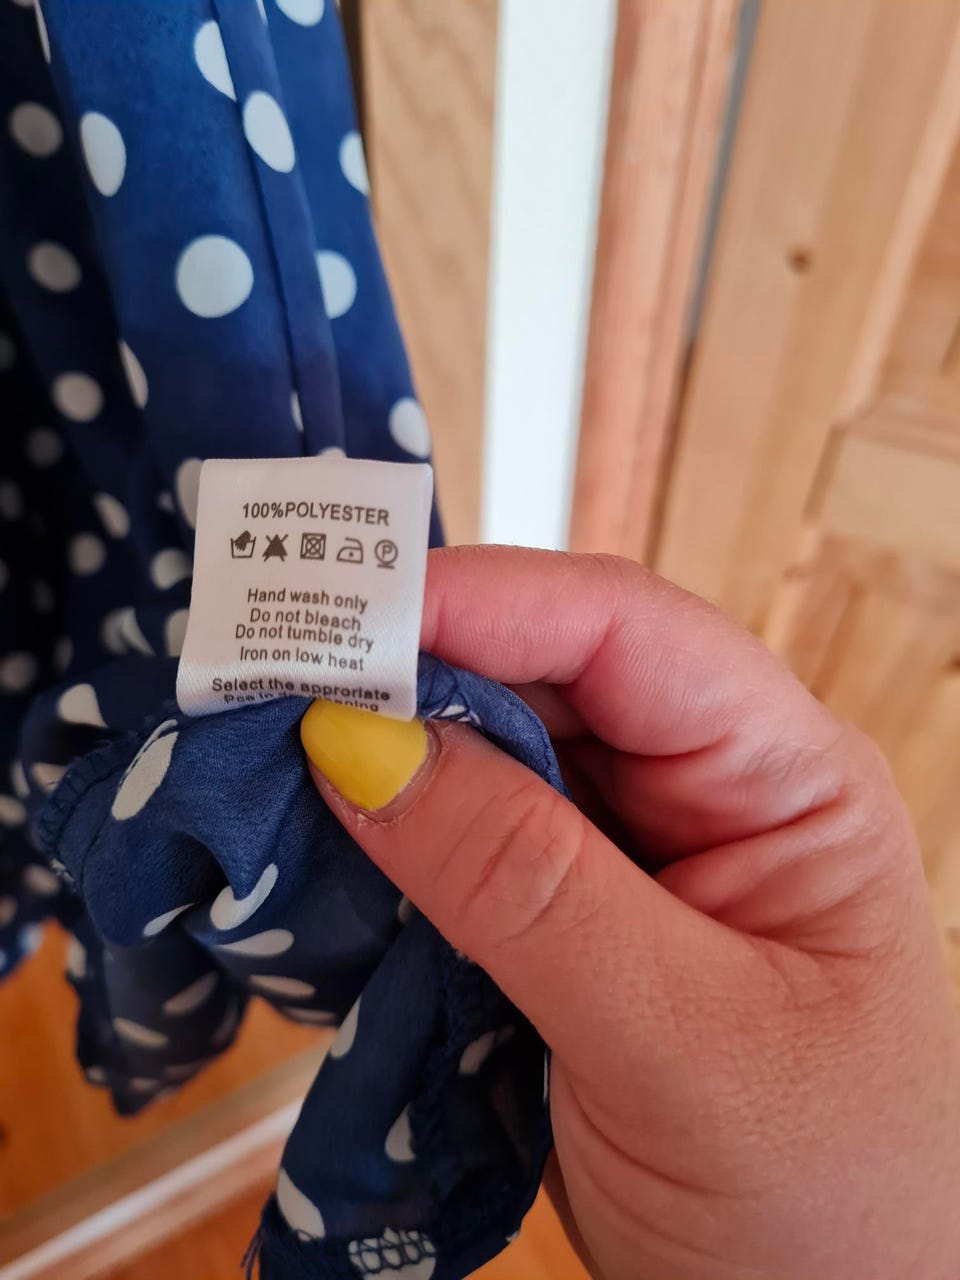 100%POLYESTER
P
Hand wash only
Do not bleach
Do not tumble dry
Iron on low heat
Select the approriate